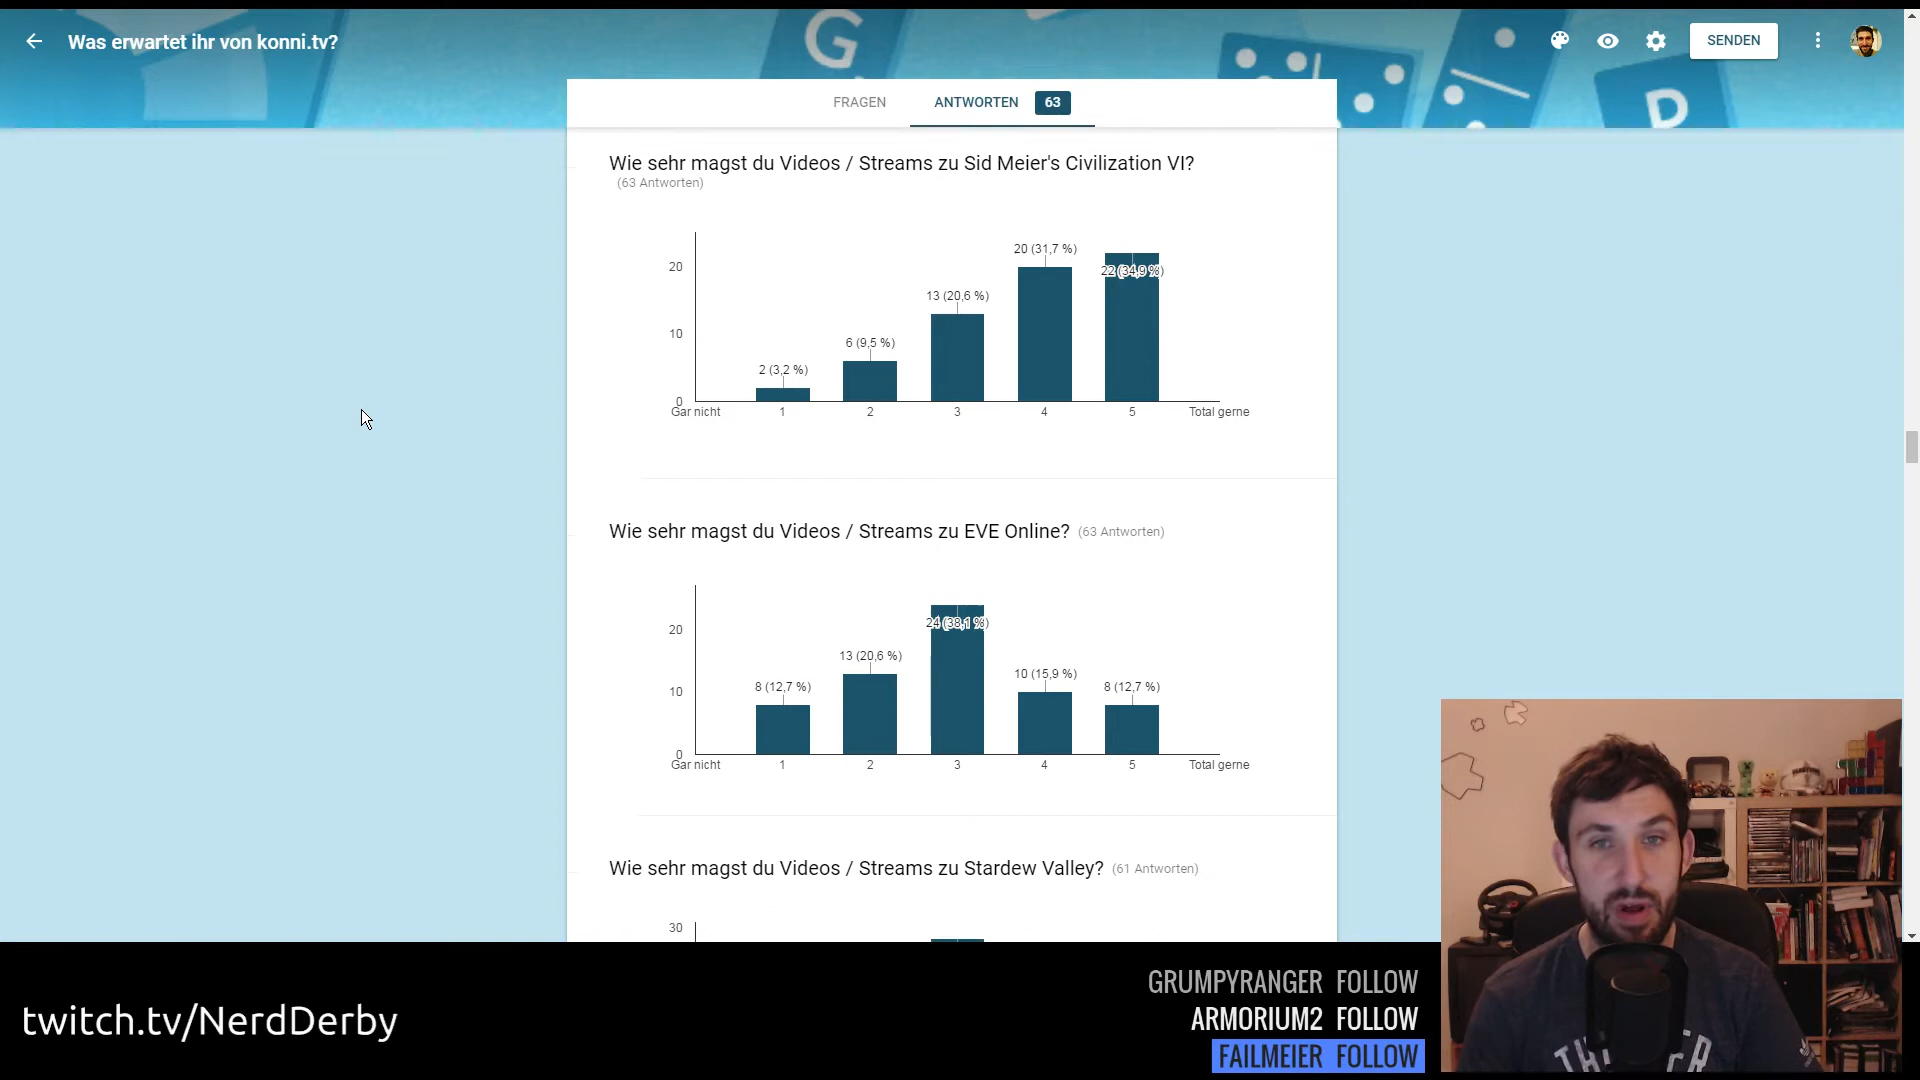 Was erwartet ihr von konni.tv?
SENDEN
G
D
FRAGEN ANTWORTEN 63
Wie sehr magst du Videos / Streams zu Sid Meier's Civilization VI?
(63 Antworten)
20
10
0
2 (3,2 %)
6 (9,5 %)
13 (20,6 %)
20 (31,7 %)
22 (34,9 %)
Gar nicht 1 2 3 4 5 Total gerne
Wie sehr magst du Videos / Streams zu EVE Online? (63 Antworten)
20
10
0
8 (12,7 %)
13 (20,6 %)
24 (38,1 %)
10 (15,9 %)
8 (12,7 %)
Gar nicht 1 2 3 4 5 Total gerne
Wie sehr magst du Videos / Streams zu Stardew Valley? (61 Antworten)
30
twitch.tv/NerdDerby
GRUMPYRANGER FOLLOW
ARMORIUM2 FOLLOW
FAILMEIER FOLLOW